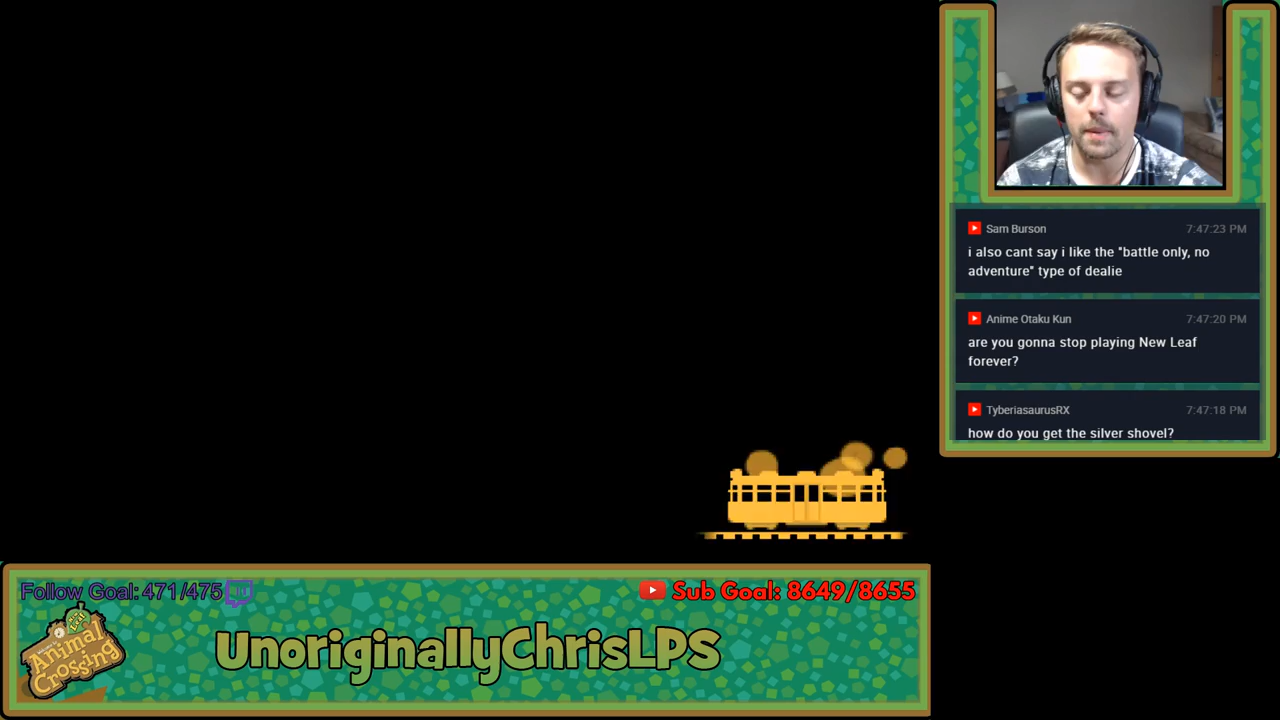 Sam Burson 7:47:23 PM
i also cant say i like the "battle only, no
adventure" type of dealie
Anime Otaku Kun 7:47:20 PM
are you gonna stop playing New Leaf
forever?
TyberiasaurusRX 7:47:18 PM
how do you get the silver shovel?
Follow Goal: 471/475
Sub Goal: 8649/8655
Animal
Crossing
UnoriginallyChrisLPS